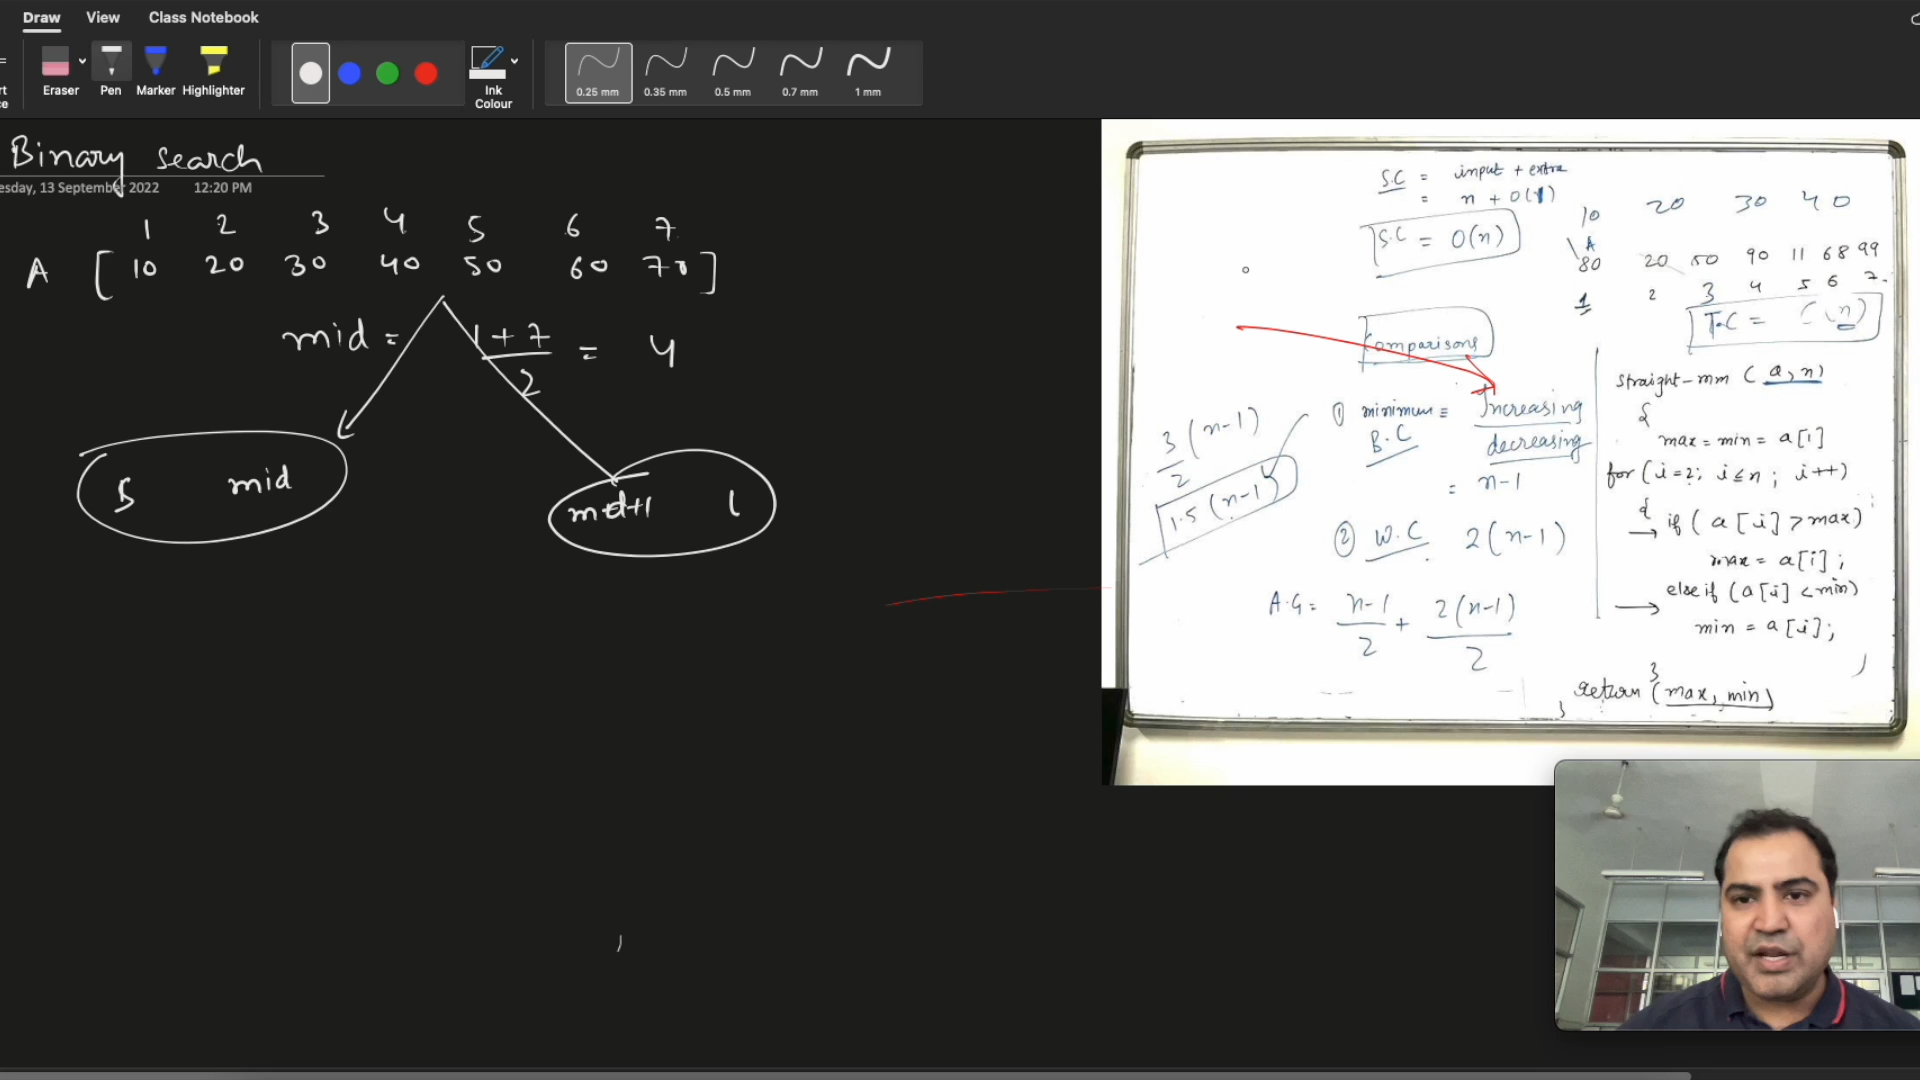 Draw View Class Notebook
Eraser Pen Marker Highlighter
Ink
Colour
0.25 mm 0.35 mm 0.5 mm 0.7 mm 1 mm
Binary search
esday, 13 September 2022 12:20 PM
1 2 3 4 5 6 7
A [ 10 20 30 40 50 60 70 ]
mid = 1 + 7 / 2 = 4
mid
mid+1 l
S.C = input + extra
= n + O(1)
S.C = O(n)
10 20 30 40
A
80 20 50 90 11 68 99
1 2 3 4 5 6 7
T.C = (n)
Comparisons
① minimum = Increasing
B.C decreasing
= n-1
3/2 (n-1)
1.5 (n-1)
② W.C 2(n-1)
A.G = n-1 / 2 + 2(n-1) / 2
straight-mm (a, n)
{
max = min = a[1]
for (i=2; i≤n; i++)
{
if (a[i] > max)
max = a[i];
else if (a[i] < min)
min = a[i];
}
return (max, min)
}